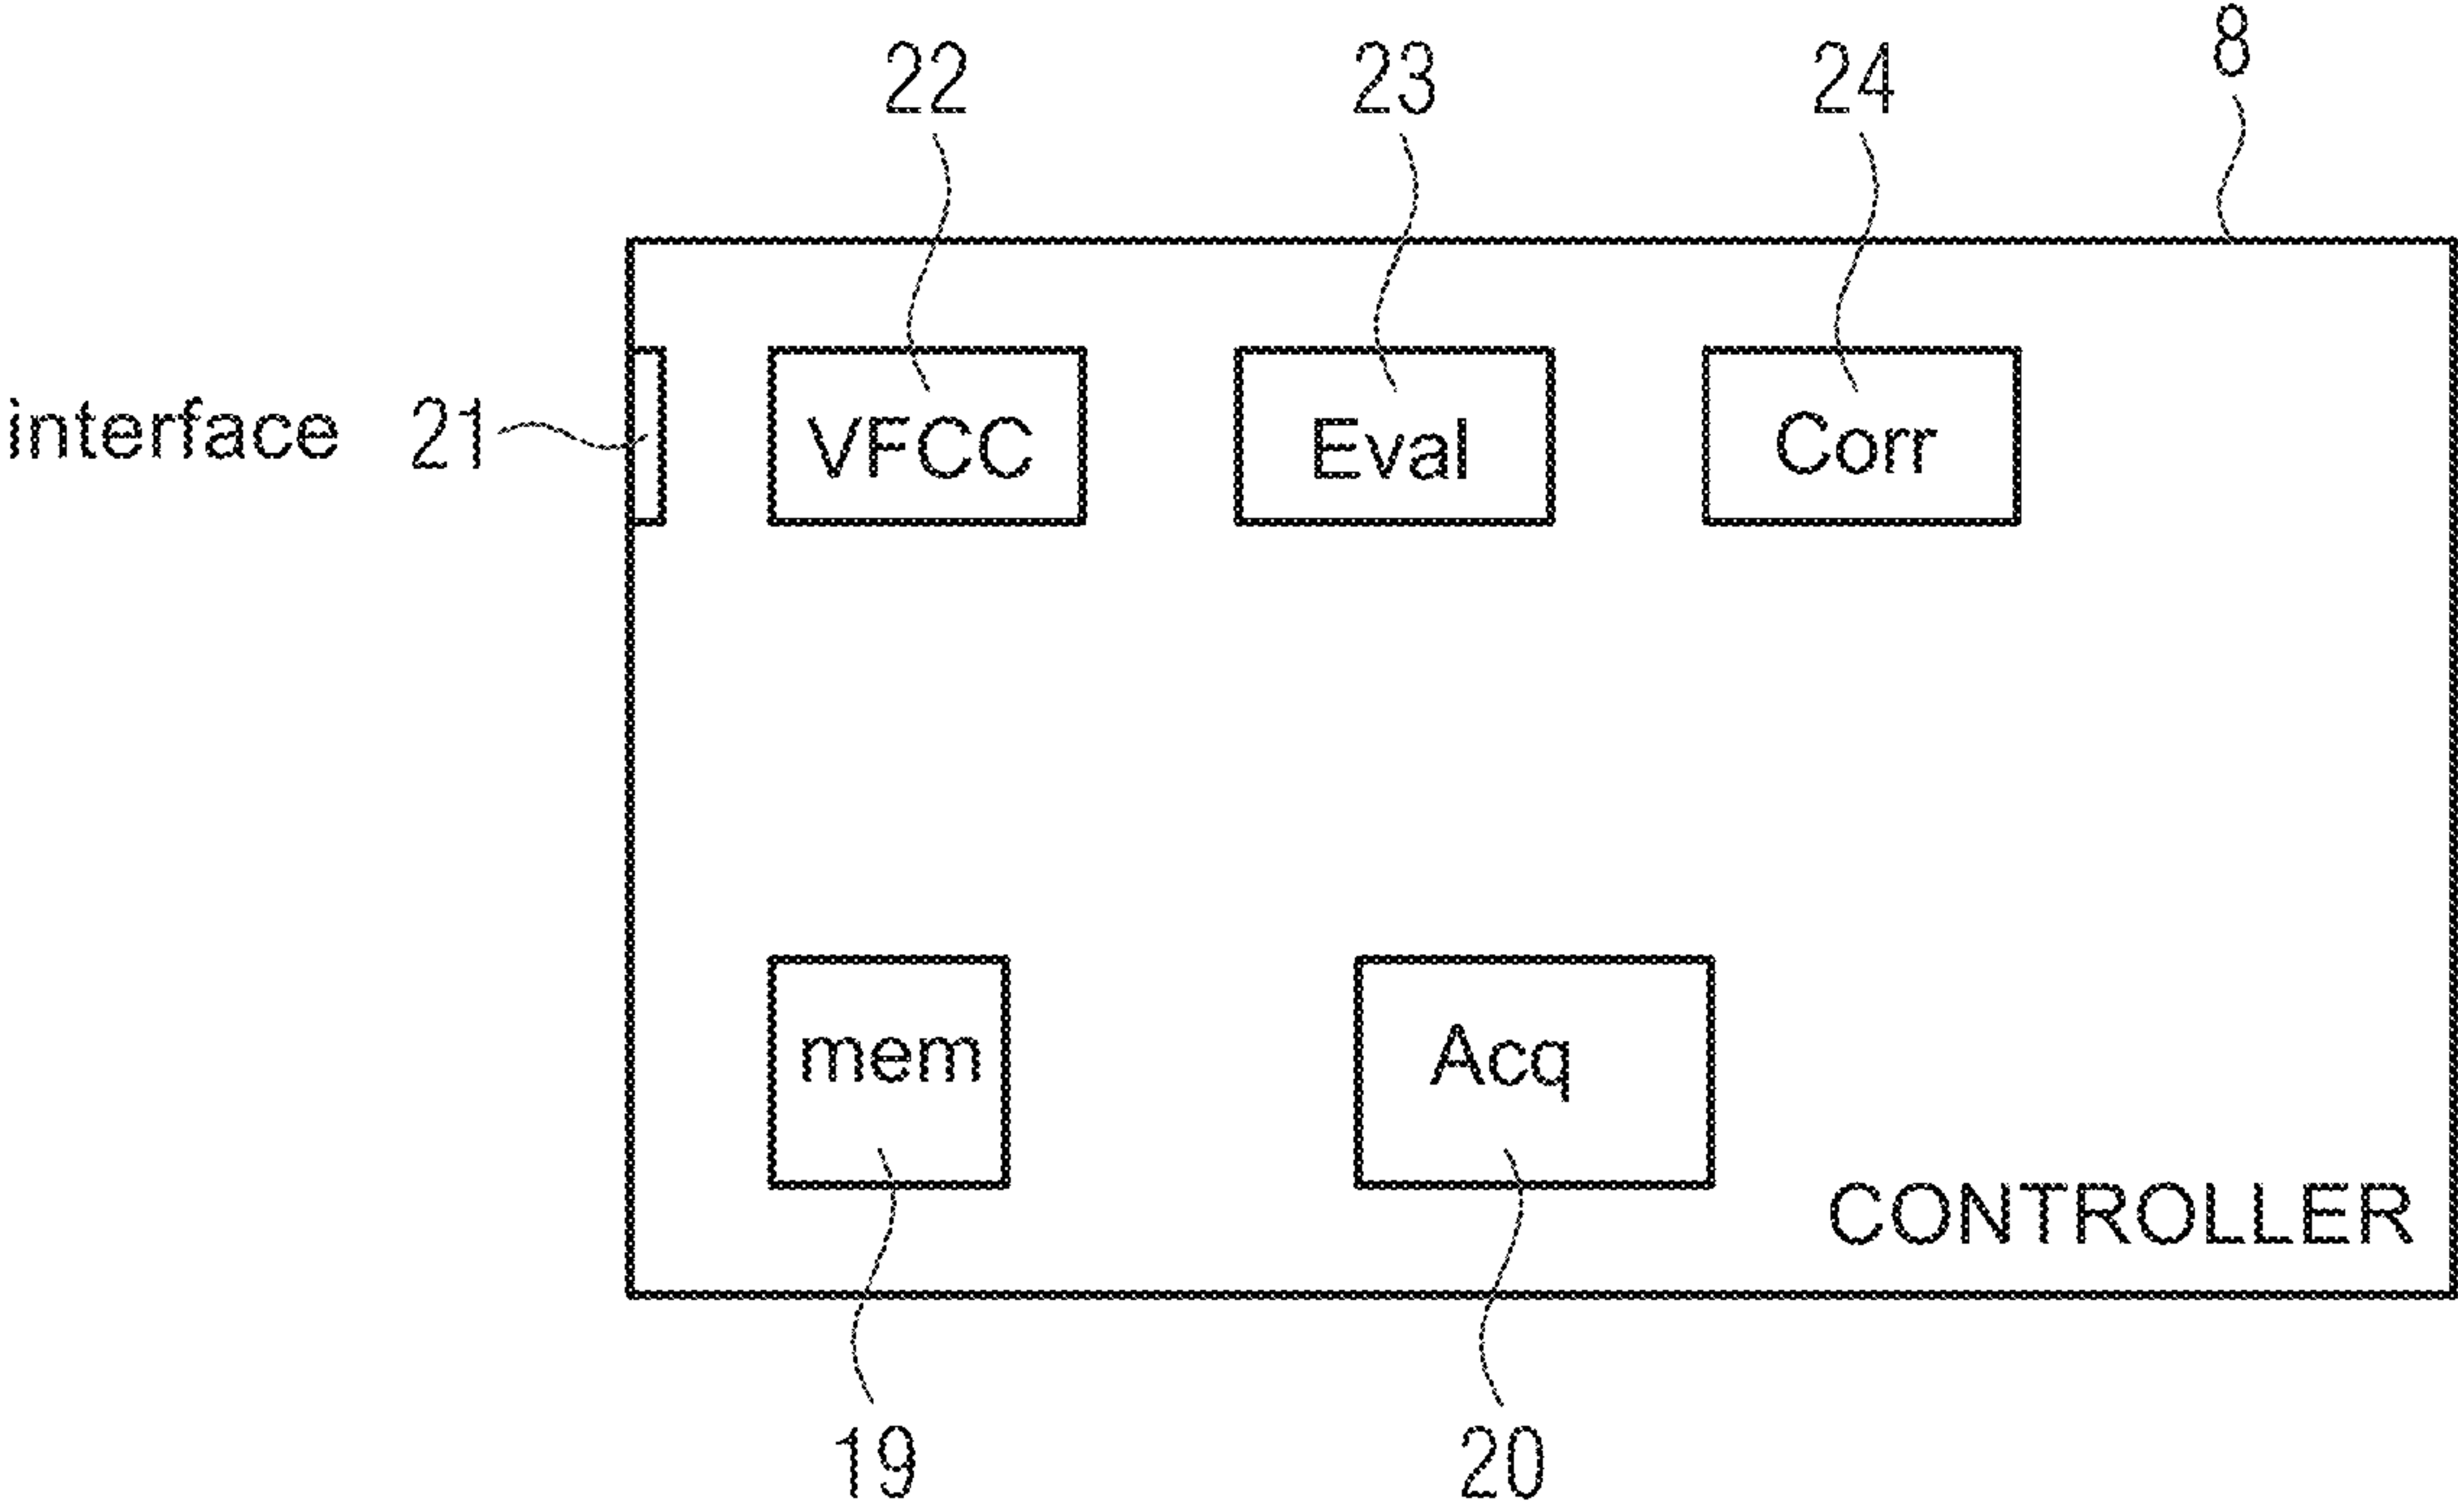 8
22 23 24
interface 21 VFCC Eval Corr
mem Acq
CONTROLLER
19 20